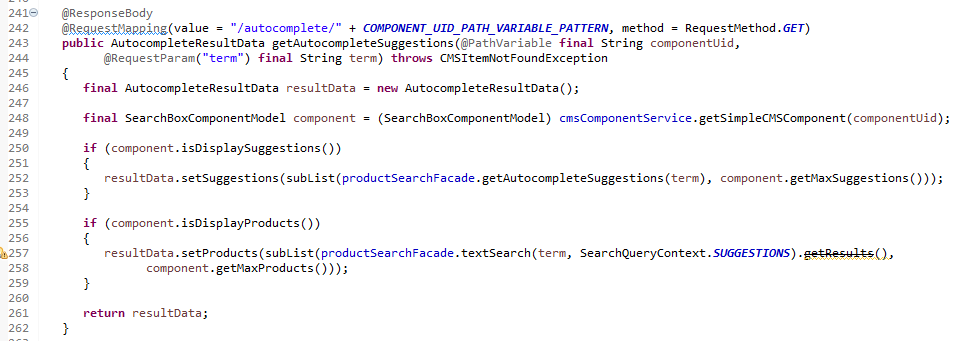 241 @ResponseBody
242 @RequestMapping(value = "/autocomplete/" + COMPONENT_UID_PATH_VARIABLE_PATTERN, method = RequestMethod.GET)
243 public AutocompleteResultData getAutocompleteSuggestions(@PathVariable final String componentUid,
244 @RequestParam("term") final String term) throws CMSItemNotFoundException
245 {
246 final AutocompleteResultData resultData = new AutocompleteResultData();
247
248 final SearchBoxComponentModel component = (SearchBoxComponentModel) cmsComponentService.getSimpleCMSComponent(componentUid);
249
250 if (component.isDisplaySuggestions())
251 {
252 resultData.setSuggestions(subList(productSearchFacade.getAutocompleteSuggestions(term), component.getMaxSuggestions()));
253 }
254
255 if (component.isDisplayProducts())
256 {
257 resultData.setProducts(subList(productSearchFacade.textSearch(term, SearchQueryContext.SUGGESTIONS).getResults(),
258 component.getMaxProducts()));
259 }
260
261 return resultData;
262 }